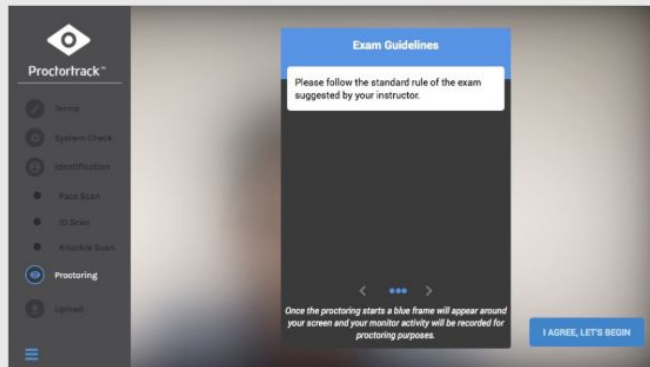 Proctortrack™
Terms
System Check
Identification
Face Scan
ID Scan
Knuckle Scan
Proctoring
Upload
Exam Guidelines
Please follow the standard rule of the exam
suggested by your instructor.
Once the proctoring starts a blue frame will appear around
your screen and your monitor activity will be recorded for
proctoring purposes.
I AGREE, LET'S BEGIN